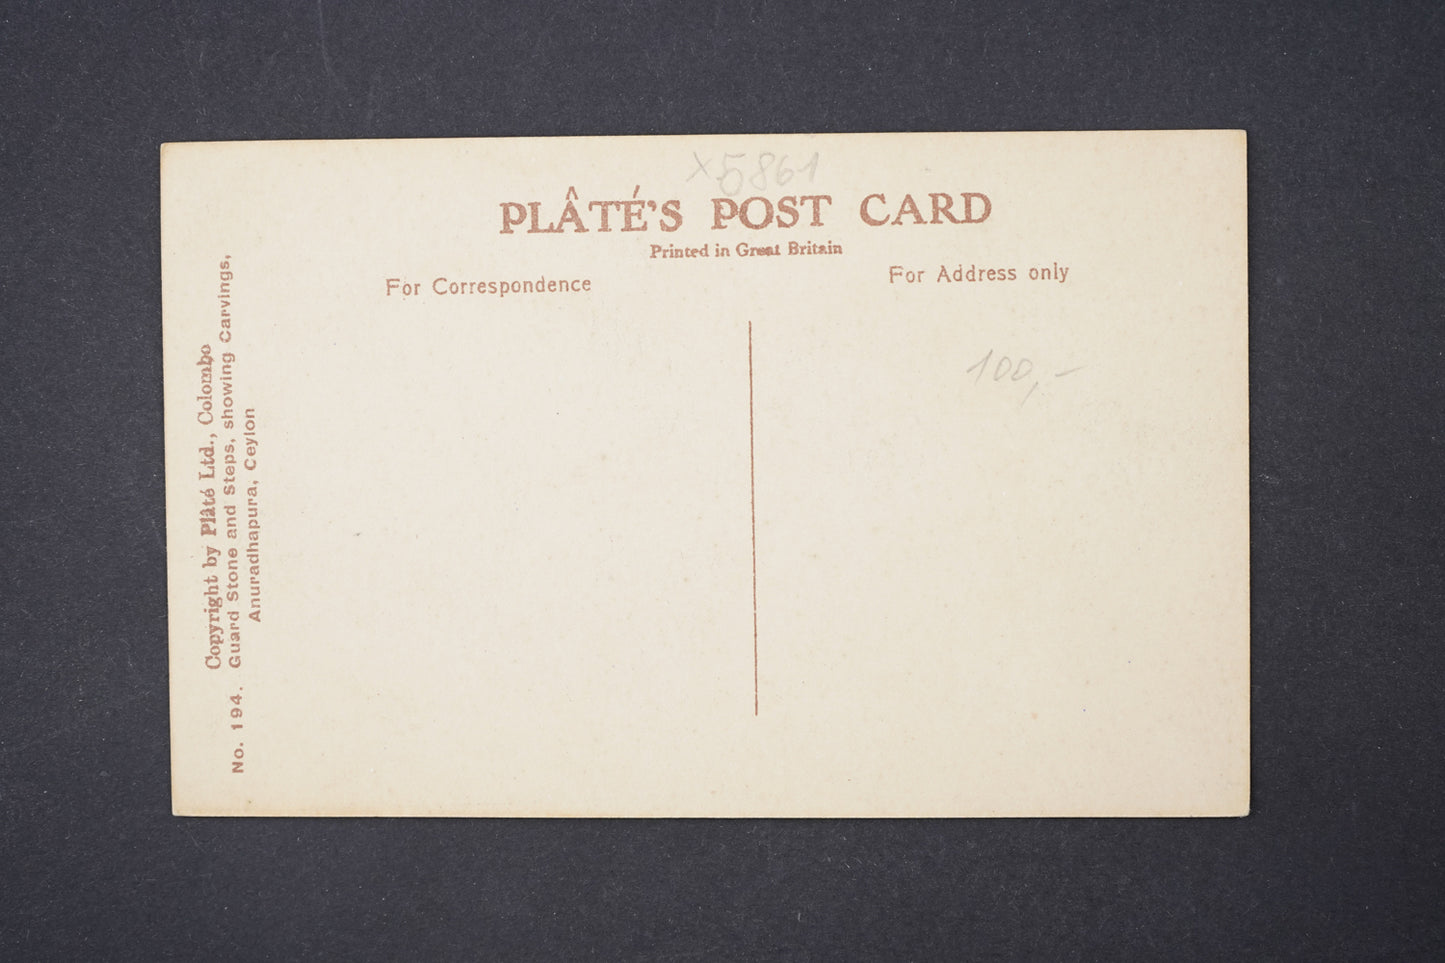 x5861
PLÂTÉ'S POST CARD
Printed in Great Britain
For Correspondence
For Address only
100,-
Copyright by Plâté Ltd., Colombo
No. 194. Guard Stone and Steps, showing Carvings,
Anuradhapura, Ceylon